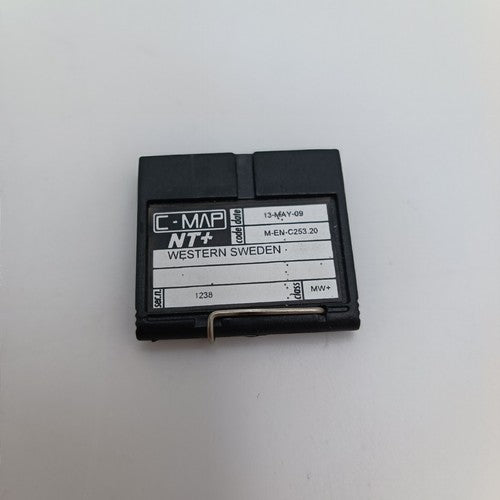 C-MAP
NT+
date 13-MAY-09
code M-EN-C253.20
WESTERN SWEDEN
ser.n. 1238
class MW+